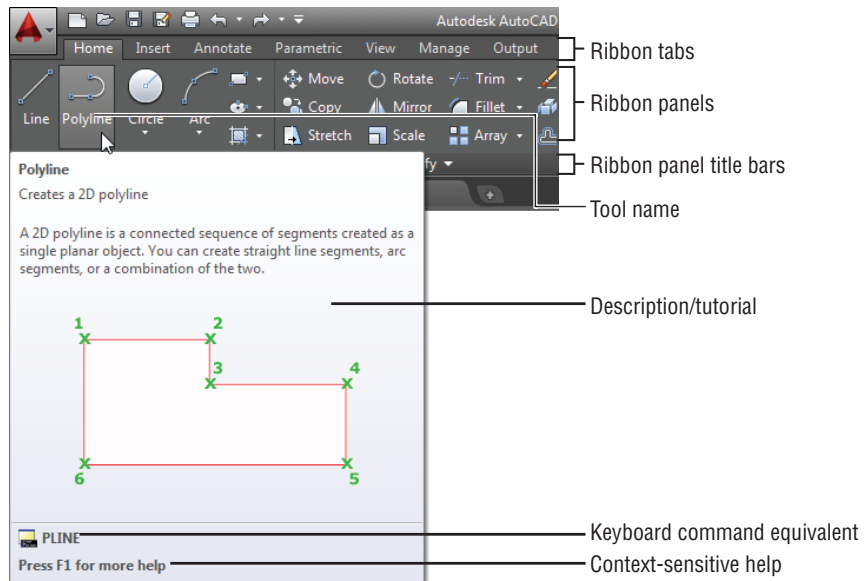 Autodesk AutoCAD
Home Insert Annotate Parametric View Manage Output
Ribbon tabs
Line Polyline Circle Arc
Move Rotate Trim
Copy Mirror Fillet
Stretch Scale Array
Ribbon panels
fy
Ribbon panel title bars
Tool name
Polyline
Creates a 2D polyline
A 2D polyline is a connected sequence of segments created as a
single planar object. You can create straight line segments, arc
segments, or a combination of the two.
Description/tutorial
1 2
3 4
6 5
PLINE
Keyboard command equivalent
Press F1 for more help
Context-sensitive help